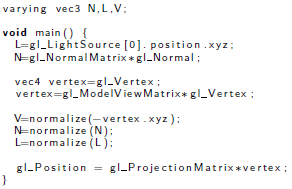 varying vec3 N,L,V;
void main() {
L=gl_LightSource[0].position.xyz;
N=gl_NormalMatrix*gl_Normal;
vec4 vertex=gl_Vertex;
vertex=gl_ModelViewMatrix*gl_Vertex;
V=normalize(-vertex.xyz);
N=normalize(N);
L=normalize(L);
gl_Position = gl_ProjectionMatrix*vertex;
}